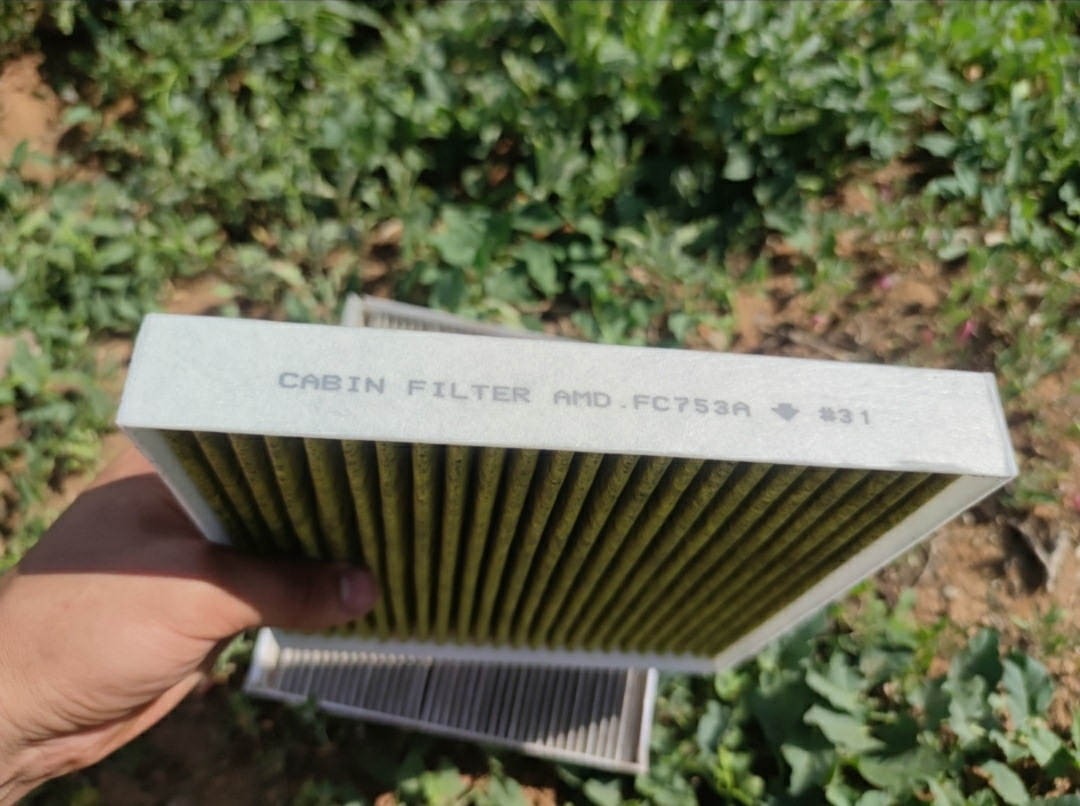 CABIN FILTER AMD.FC753A 🡇 #31